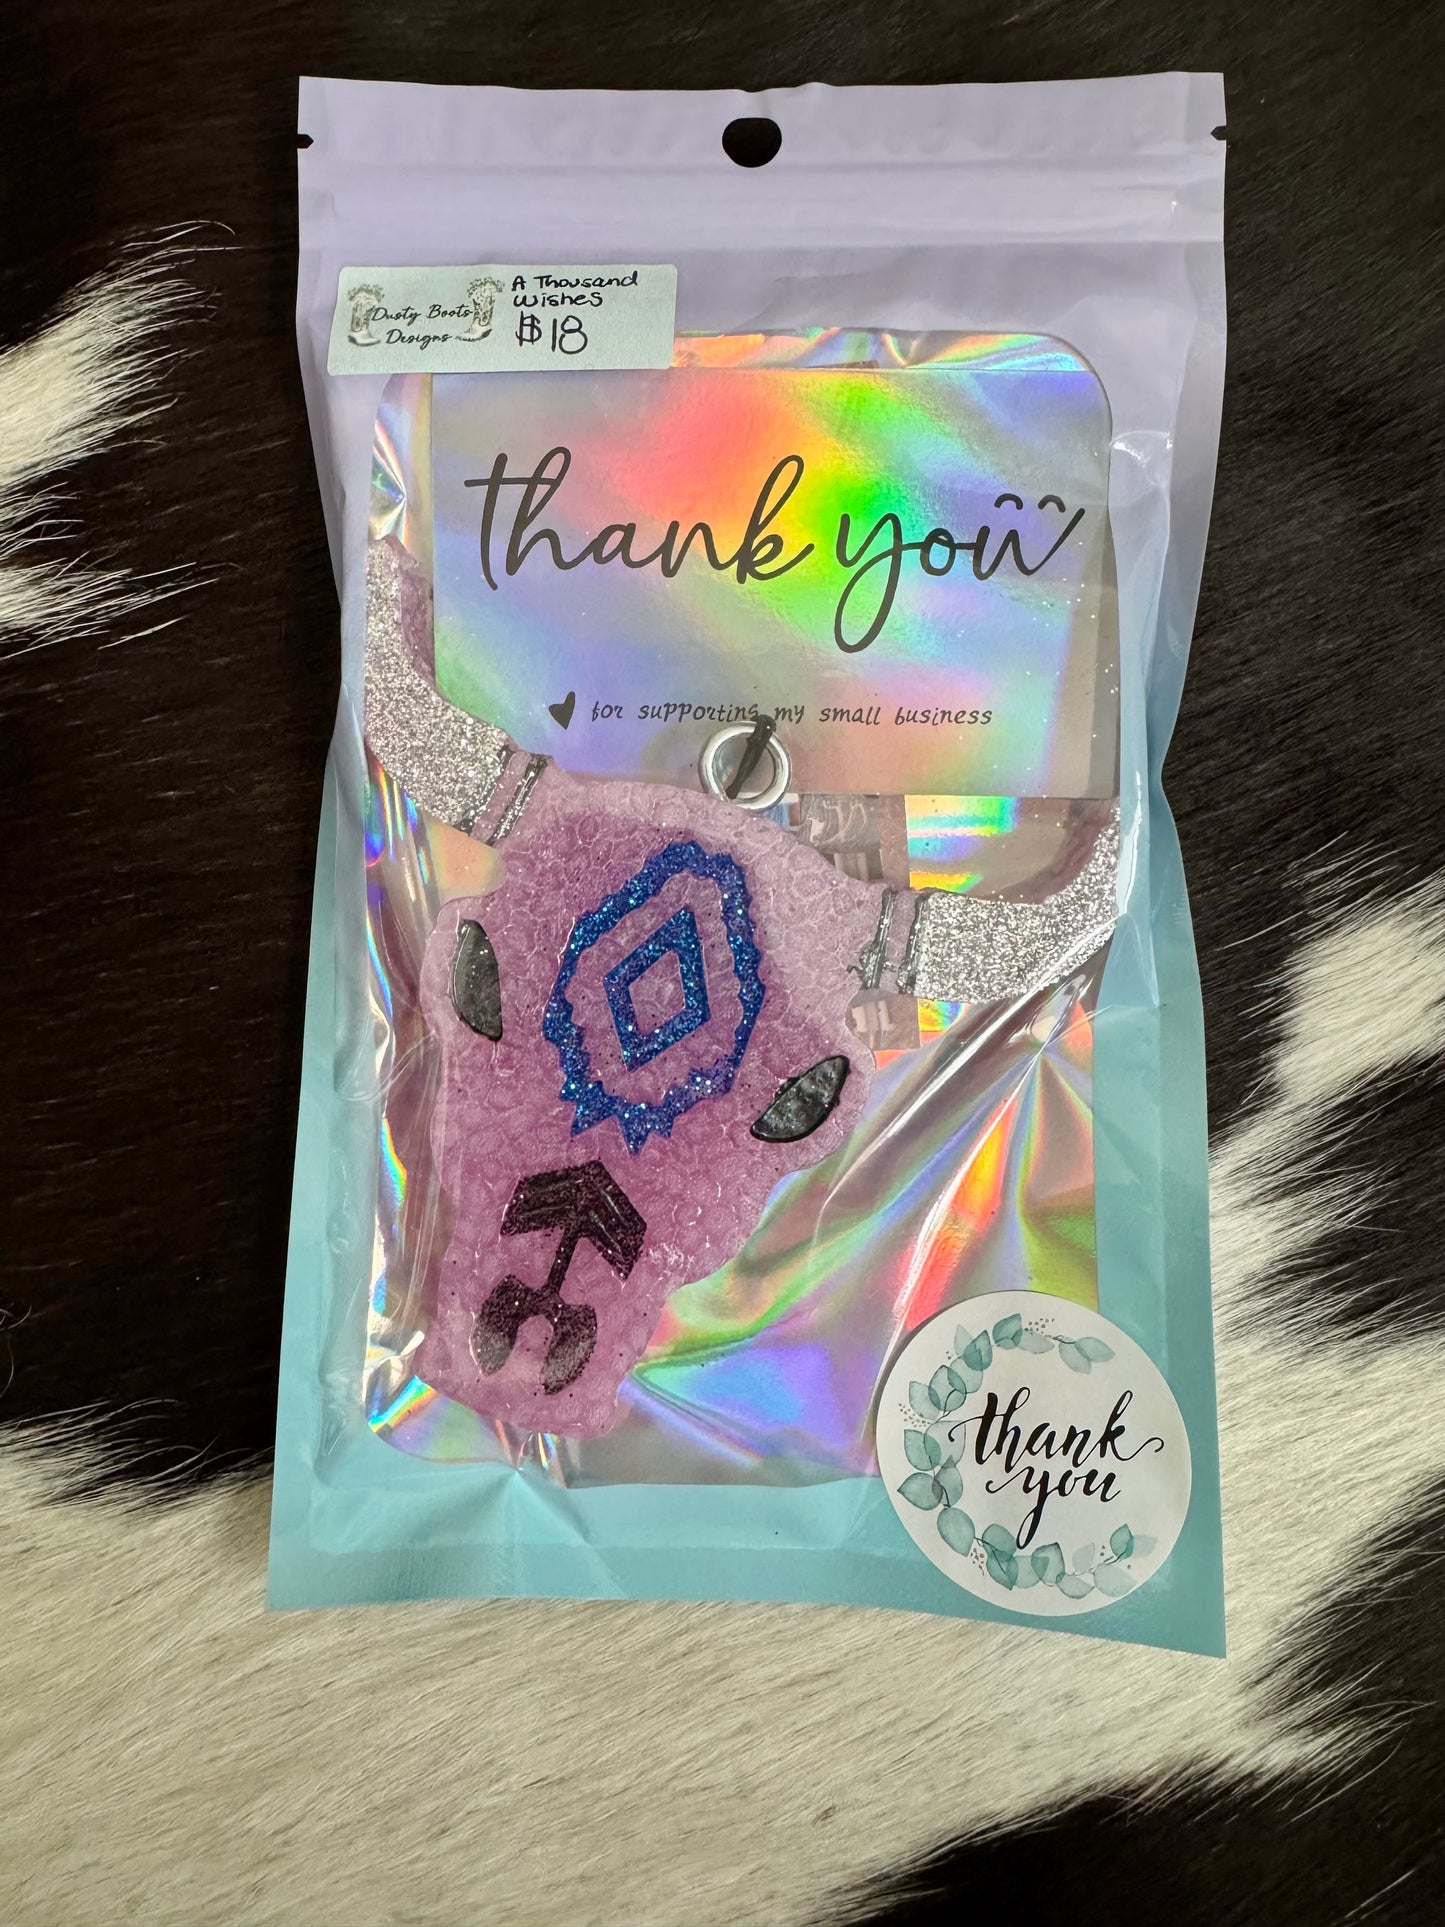 Dusty Boots
Designs
A Thousand
Wishes
$18
thank you
for supporting my small business
thank
you